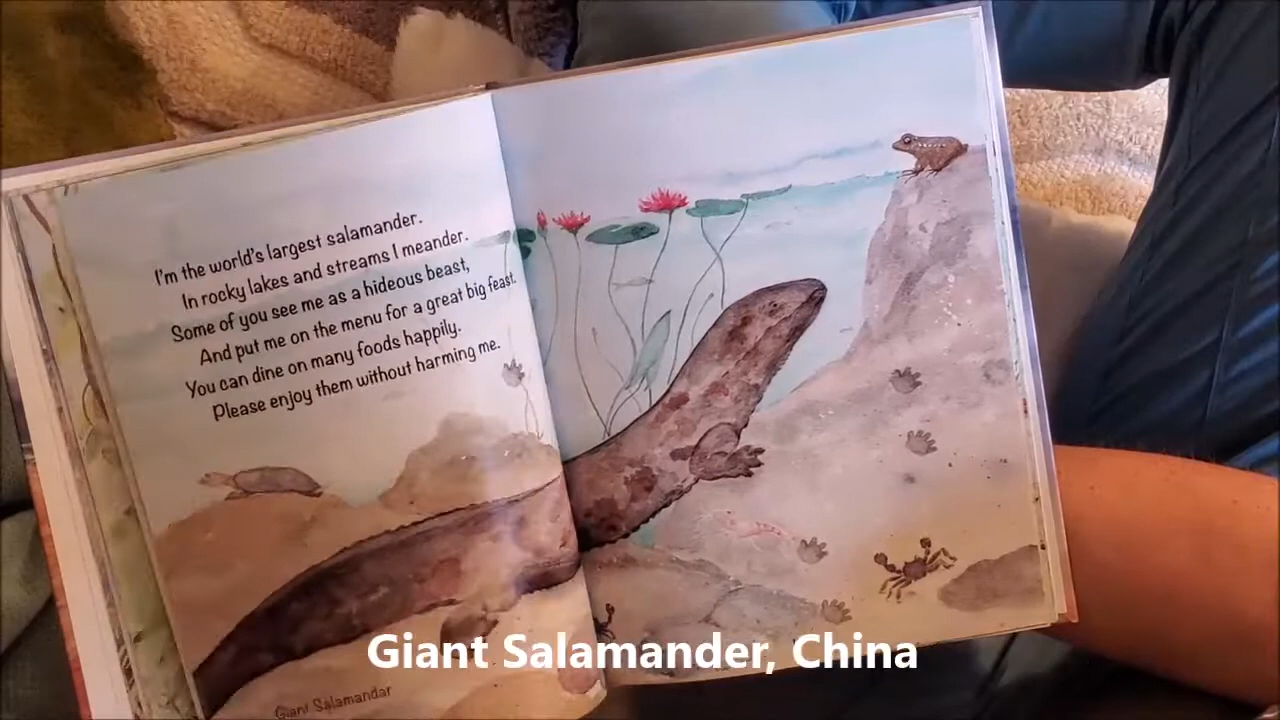 I'm the world's largest salamander.
In rocky lakes and streams I meander.
Some of you see me as a hideous beast,
And put me on the menu for a great big feast.
You can dine on many foods happily.
Please enjoy them without harming me.
Giant Salamander, China
Giant Salamandar